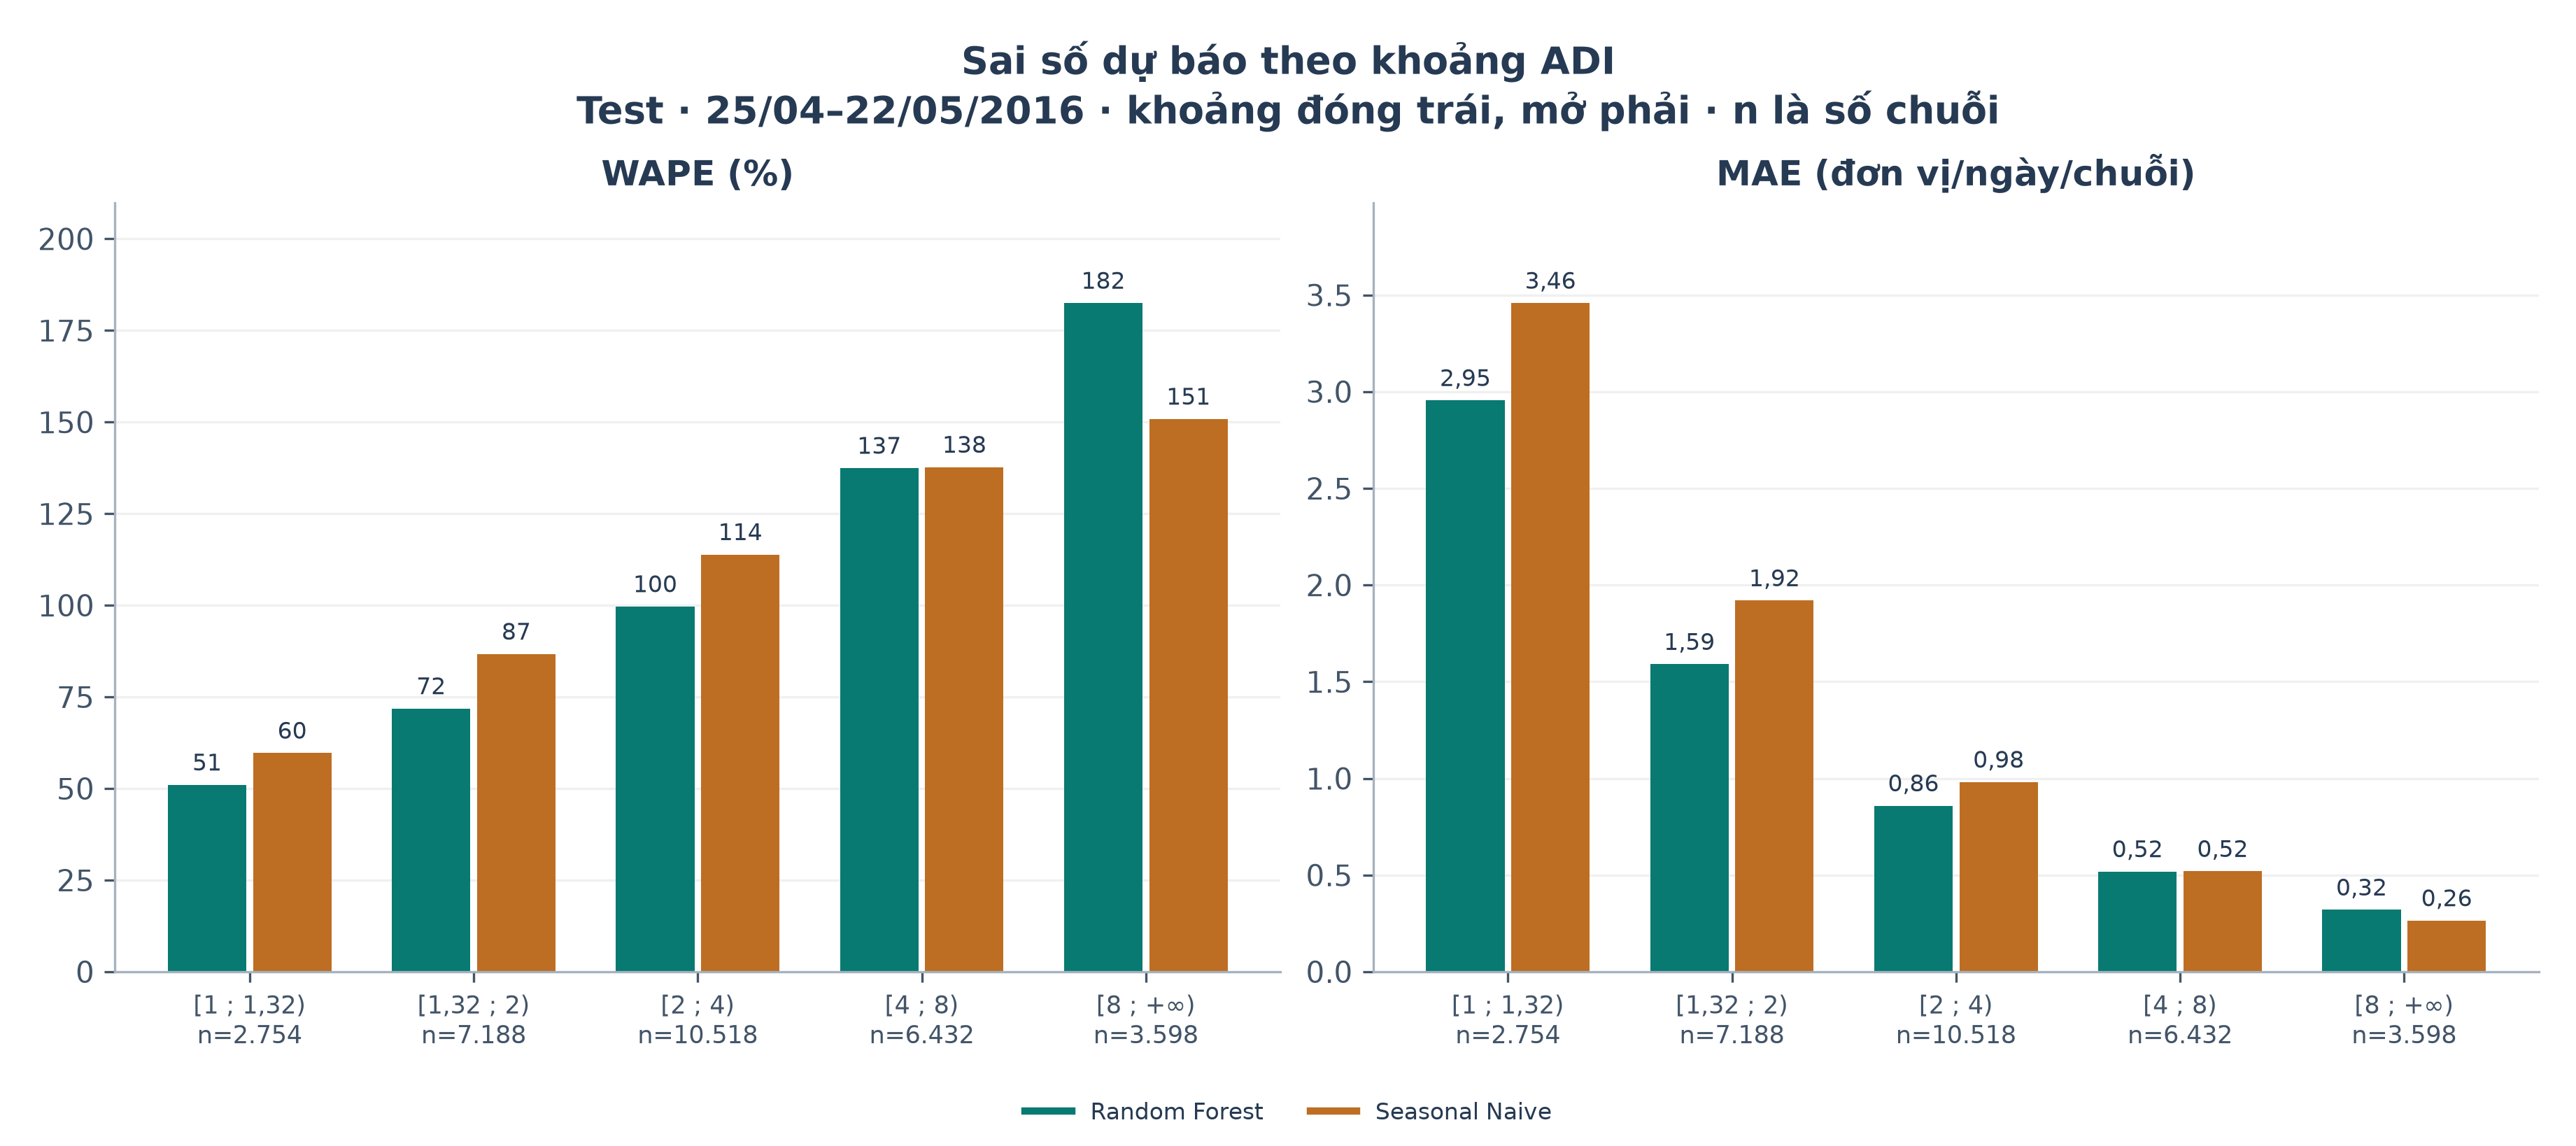 Sai số dự báo theo khoảng ADI
Test · 25/04–22/05/2016 · khoảng đóng trái, mở phải · n là số chuỗi
WAPE (%)
200
175
150
125
100
75
50
25
0
51
60
72
87
100
114
137
138
182
151
[1 ; 1,32)
n=2.754
[1,32 ; 2)
n=7.188
[2 ; 4)
n=10.518
[4 ; 8)
n=6.432
[8 ; +∞)
n=3.598
MAE (đơn vị/ngày/chuỗi)
3.5
3.0
2.5
2.0
1.5
1.0
0.5
0.0
2,95
3,46
1,59
1,92
0,86
0,98
0,52
0,52
0,32
0,26
[1 ; 1,32)
n=2.754
[1,32 ; 2)
n=7.188
[2 ; 4)
n=10.518
[4 ; 8)
n=6.432
[8 ; +∞)
n=3.598
Random Forest
Seasonal Naive